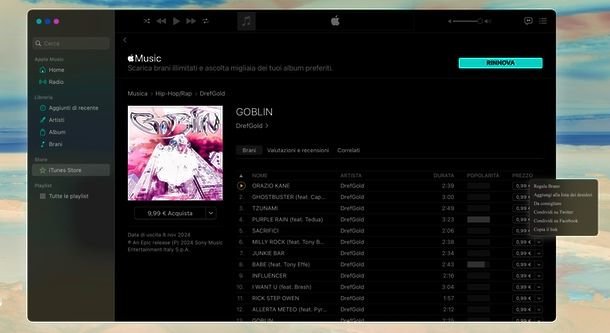 Cerca
Apple Music
Home
Radio
Libreria
Aggiunti di recente
Artisti
Album
Brani
Store
iTunes Store
Playlist
Tutte le playlist
Music
Scarica brani illimitati e ascolta migliaia dei tuoi album preferiti.
RINNOVA
Musica › Hip-Hop/Rap › DrefGold
GOBLIN
9,99 € Acquista
Data di uscita 8 nov 2024
℗ An Epic release (P) 2024 Sony Music
Entertainment Italy S.p.A.
GOBLIN
DrefGold
Brani Valutazioni e recensioni Correlati
NOME ARTISTA DURATA POPOLARITÀ PREZZO
GRAZIO KANE DrefGold 2:39 0,99 €
2. GHOSTBUSTER (feat. Cap... DrefGold 3:00 0,99 €
3. TZUNAMI DrefGold 2:43 0,99 €
4. PURPLE RAIN (feat. Tedua) DrefGold 3:23 0,99 €
5. SACRIFICI DrefGold 2:06 0,99 €
6. MILLY ROCK (feat. Mambolosco... DrefGold 3:02 0,99 €
7. JUNKIE BAR DrefGold 2:34 0,99 €
8. BABE (feat. Tony Effe) DrefGold 2:43 0,99 €
9. INFLUENCER DrefGold 2:16 0,99 €
10. I WANT U (feat. Bresh) DrefGold 3:04 0,99 €
11. RICK STEP OWEN DrefGold 1:57 0,99 €
12. ALLERTA METEO (feat. Pyr... DrefGold 2:12 0,99 €
13. GOBLIN DrefGold 0,99 €
Regala Brano
Aggiungi alla lista dei desideri
Da consigliare
Condividi su Twitter
Condividi su Facebook
Copia il link